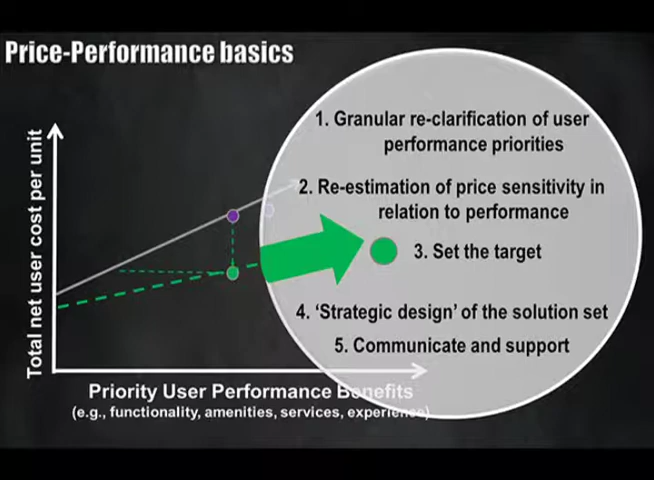 Price-Performance basics
Total net user cost per unit
1. Granular re-clarification of user
performance priorities
2. Re-estimation of price sensitivity in
relation to performance
3. Set the target
4. ‘Strategic design’ of the solution set
5. Communicate and support
Priority User Performance Benefits
(e.g., functionality, amenities, services, experience)